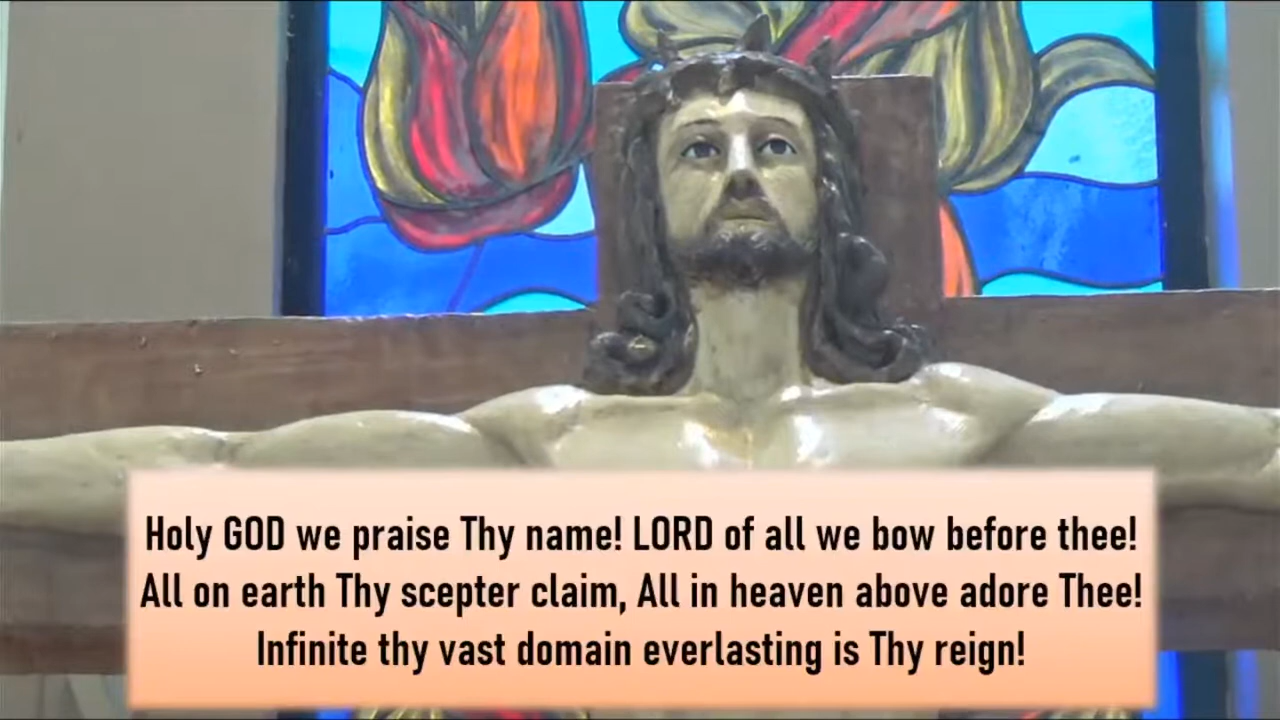 Holy GOD we praise Thy name! LORD of all we bow before thee!
All on earth Thy scepter claim, All in heaven above adore Thee!
Infinite thy vast domain everlasting is Thy reign!